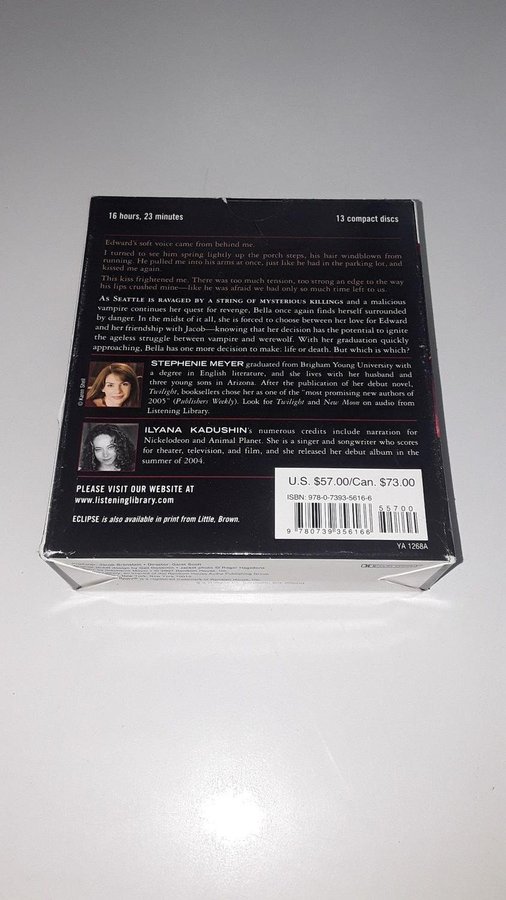 16 hours, 23 minutes
13 compact discs
Edward's soft voice came from behind me.
I turned to see him spring lightly up the porch steps, his hair windblown from
running. He pulled me into his arms at once, just like he had in the parking lot, and
kissed me again.
This kiss frightened me. There was too much tension, too strong an edge to the way
his lips crushed mine—like he was afraid we had only so much time left to us.
AS SEATTLE IS RAVAGED BY A STRING OF MYSTERIOUS KILLINGS and a malicious
vampire continues her quest for revenge, Bella once again finds herself surrounded
by danger. In the midst of it all, she is forced to choose between her love for Edward
and her friendship with Jacob—knowing that her decision has the potential to ignite
the ageless struggle between vampire and werewolf. With her graduation quickly
approaching, Bella has one more decision to make: life or death. But which is which?
STEPHENIE MEYER graduated from Brigham Young University with
a degree in English literature, and she lives with her husband and
three young sons in Arizona. After the publication of her debut novel,
Twilight, booksellers chose her as one of the "most promising new authors of
2005" (Publishers Weekly). Look for Twilight and New Moon on audio from
Listening Library.
ILYANA KADUSHIN's numerous credits include narration for
Nickelodeon and Animal Planet. She is a singer and songwriter who scores
for theater, television, and film, and she released her debut album in the
summer of 2004.
PLEASE VISIT OUR WEBSITE AT
www.listeninglibrary.com
ECLIPSE is also available in print from Little, Brown.
U.S. $57.00/Can. $73.00
ISBN: 978-0-7393-5616-6
55700
9 780739 356166
YA 1268A